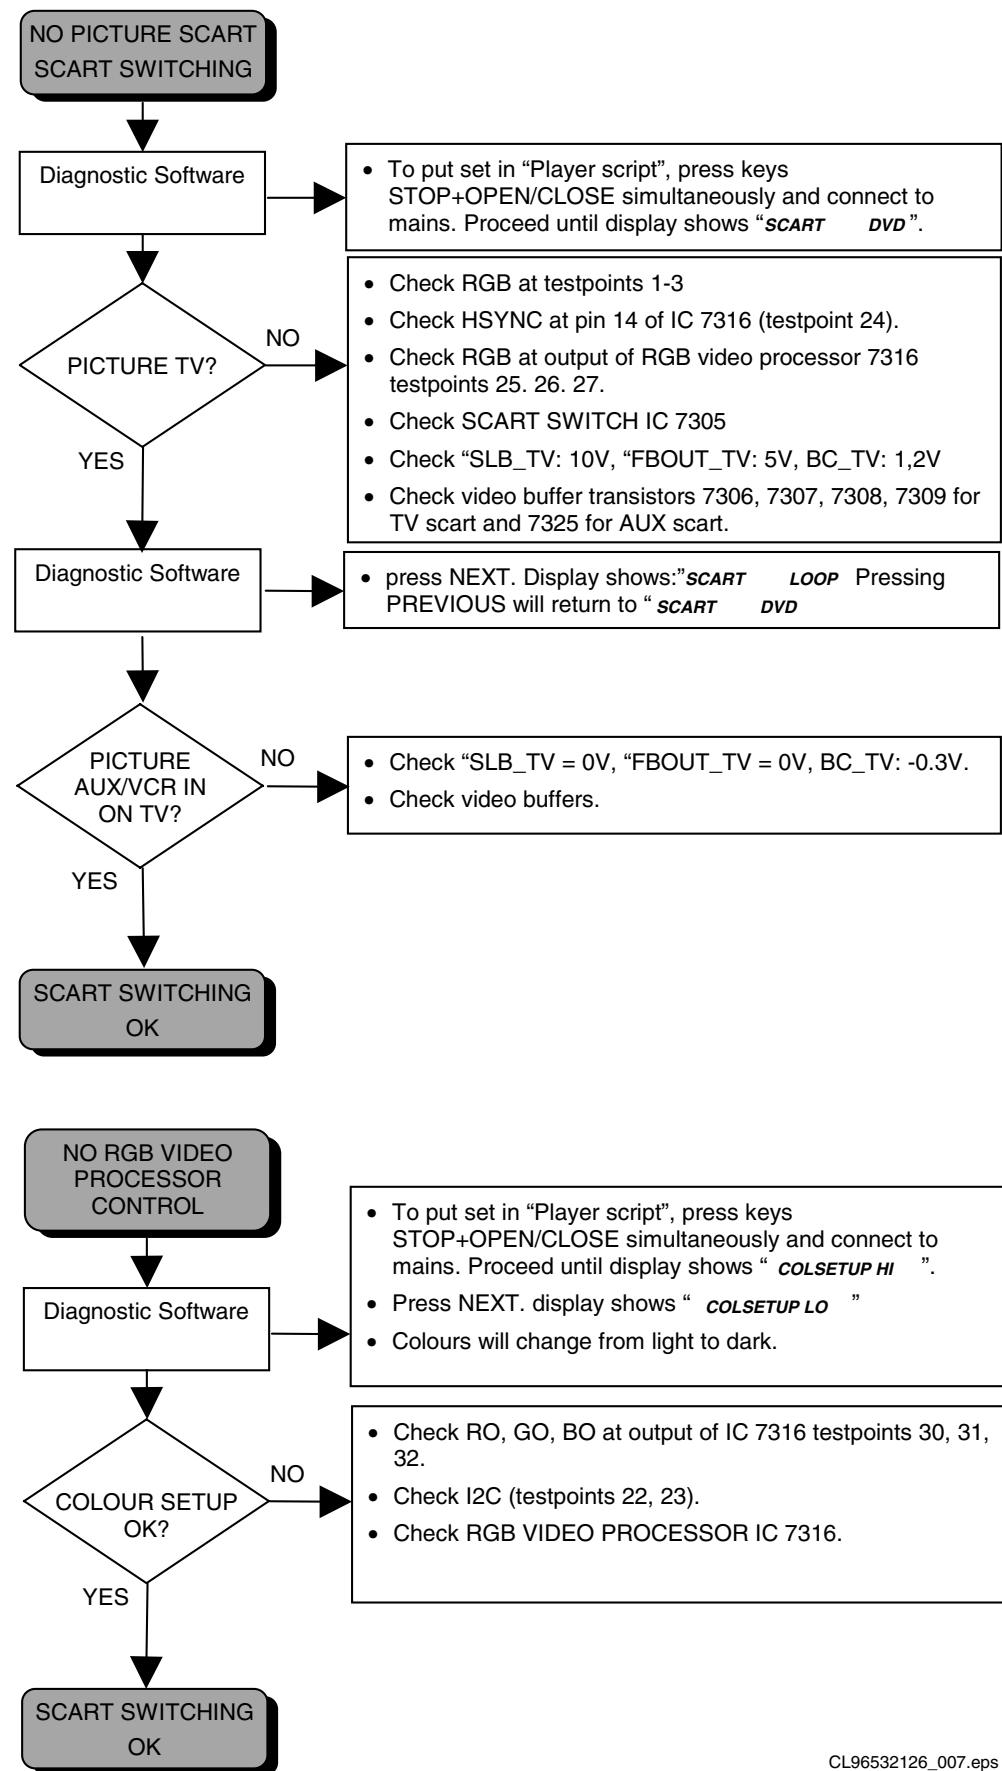 NO PICTURE SCART
SCART SWITCHING
Diagnostic Software
• To put set in “Player script”, press keys
STOP+OPEN/CLOSE simultaneously and connect to
mains. Proceed until display shows “SCART DVD ”.
PICTURE TV?
NO
YES
• Check RGB at testpoints 1-3
• Check HSYNC at pin 14 of IC 7316 (testpoint 24).
• Check RGB at output of RGB video processor 7316
testpoints 25. 26. 27.
• Check SCART SWITCH IC 7305
• Check “SLB_TV: 10V, “FBOUT_TV: 5V, BC_TV: 1,2V
• Check video buffer transistors 7306, 7307, 7308, 7309 for
TV scart and 7325 for AUX scart.
Diagnostic Software
• press NEXT. Display shows:”SCART LOOP Pressing
PREVIOUS will return to “ SCART DVD
PICTURE
AUX/VCR IN
ON TV?
NO
YES
• Check “SLB_TV = 0V, “FBOUT_TV = 0V, BC_TV: -0.3V.
• Check video buffers.
SCART SWITCHING
OK
NO RGB VIDEO
PROCESSOR
CONTROL
Diagnostic Software
• To put set in “Player script”, press keys
STOP+OPEN/CLOSE simultaneously and connect to
mains. Proceed until display shows “ COLSETUP HI ”.
• Press NEXT. display shows “ COLSETUP LO ”
• Colours will change from light to dark.
COLOUR SETUP
OK?
NO
YES
• Check RO, GO, BO at output of IC 7316 testpoints 30, 31,
32.
• Check I2C (testpoints 22, 23).
• Check RGB VIDEO PROCESSOR IC 7316.
SCART SWITCHING
OK
CL96532126_007.eps